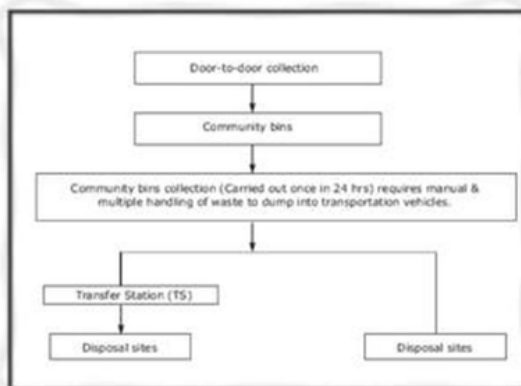 Door-to-door collection
Community bins
Community bins collection (Carried out once in 24 hrs) requires manual &
multiple handling of waste to dump into transportation vehicles.
Transfer Station (TS)
Disposal sites
Disposal sites